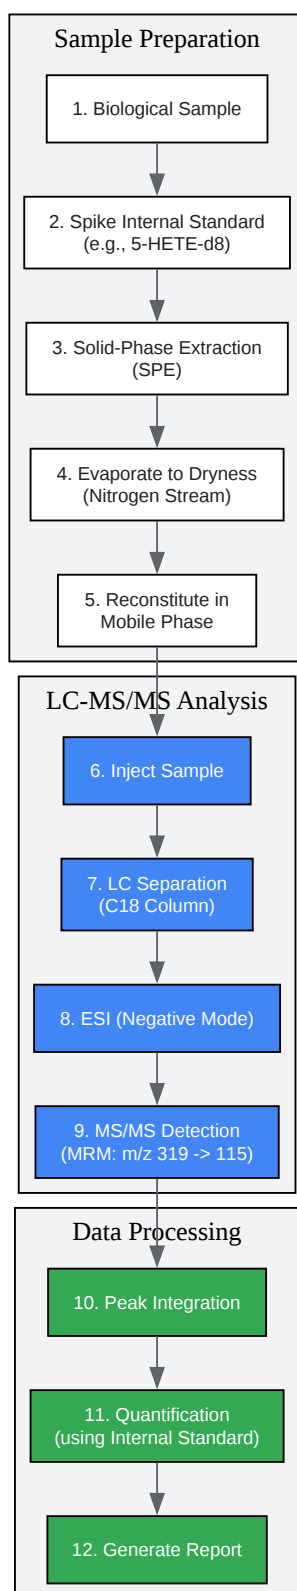 Sample Preparation
1. Biological Sample
2. Spike Internal Standard
(e.g., 5-HETE-d8)
3. Solid-Phase Extraction
(SPE)
4. Evaporate to Dryness
(Nitrogen Stream)
5. Reconstitute in
Mobile Phase
LC-MS/MS Analysis
6. Inject Sample
7. LC Separation
(C18 Column)
8. ESI (Negative Mode)
9. MS/MS Detection
(MRM: m/z 319 -> 115)
Data Processing
10. Peak Integration
11. Quantification
(using Internal Standard)
12. Generate Report